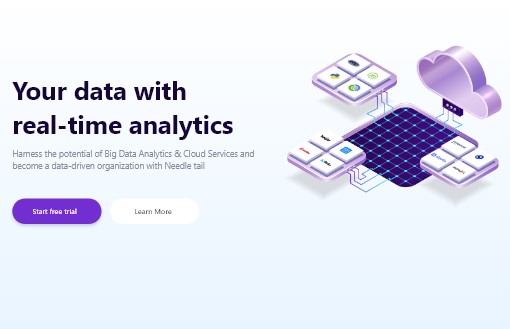 Your data with
real-time analytics
Harness the potential of Big Data Analytics & Cloud Services and
become a data-driven organization with Needle tail
Start free trial
Learn More